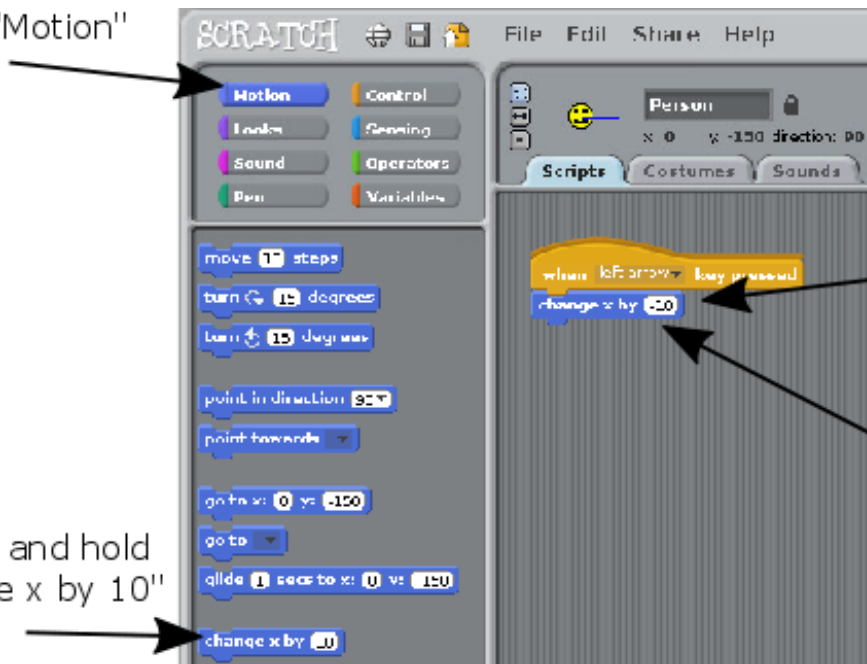 "Motion"
SCRATCH File Edit Share Help
Motion Control
Looks Sensing
Sound Operators
Pen Variables
Person
x: 0 y: -150 direction: 90
Scripts Costumes Sounds
move 10 steps
turn 15 degrees
turn 15 degrees
point in direction 90
point towards
go to x: 0 y: -150
go to
glide 1 secs to x: 0 y: -150
change x by 10
when left arrow key pressed
change x by -10
and hold
e x by 10"